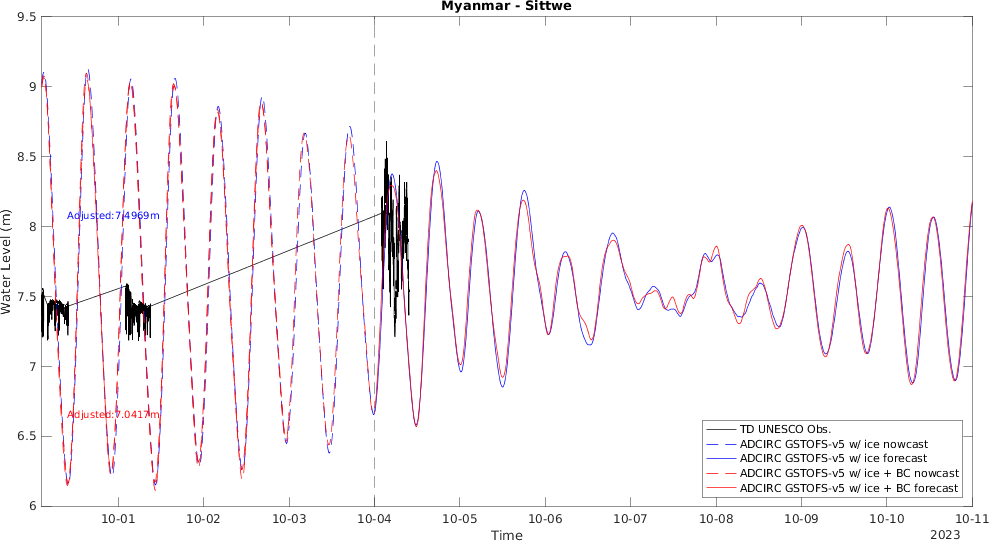 Myanmar - Sittwe
9.5
9
8.5
8
7.5
7
6.5
6
Water Level (m)
Adjusted:7.4969m
Adjusted:7.0417m
TD UNESCO Obs.
ADCIRC GSTOFS-v5 w/ ice nowcast
ADCIRC GSTOFS-v5 w/ ice forecast
ADCIRC GSTOFS-v5 w/ ice + BC nowcast
ADCIRC GSTOFS-v5 w/ ice + BC forecast
10-01 10-02 10-03 10-04 10-05 10-06 10-07 10-08 10-09 10-10 10-11
Time
2023